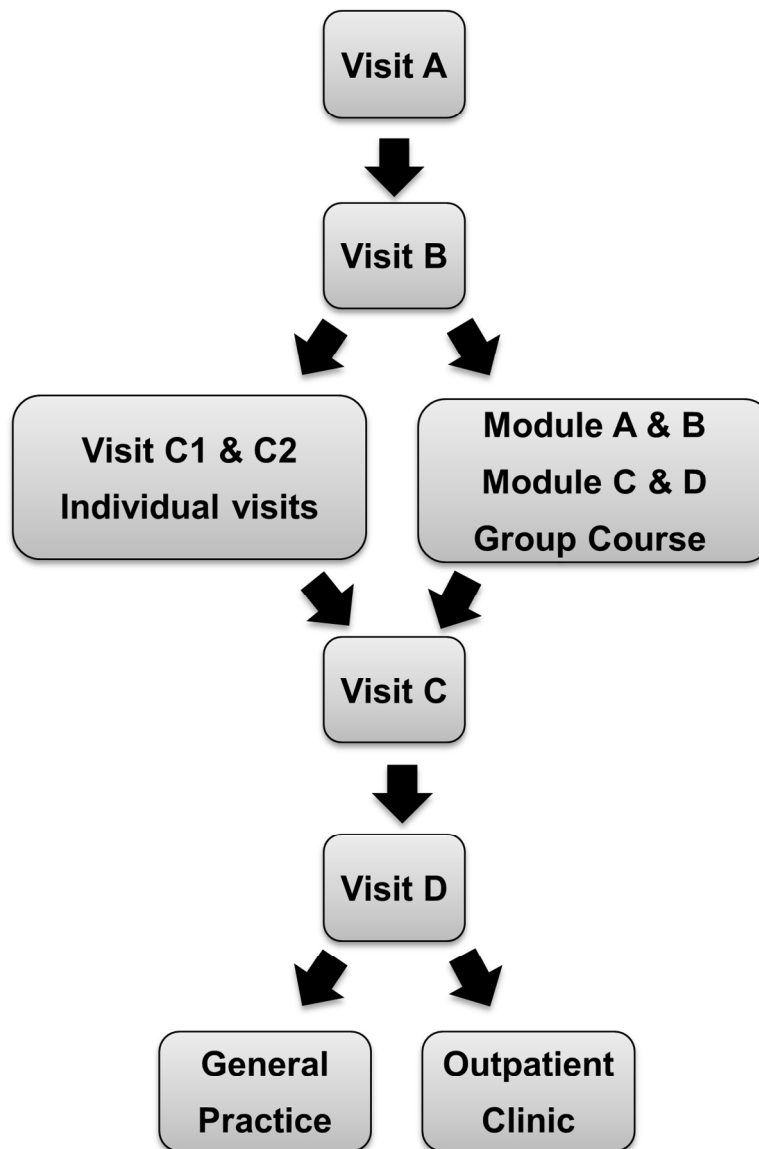 Visit A
Visit B
Visit C1 & C2
Individual visits
Module A & B
Module C & D
Group Course
Visit C
Visit D
General
Practice
Outpatient
Clinic